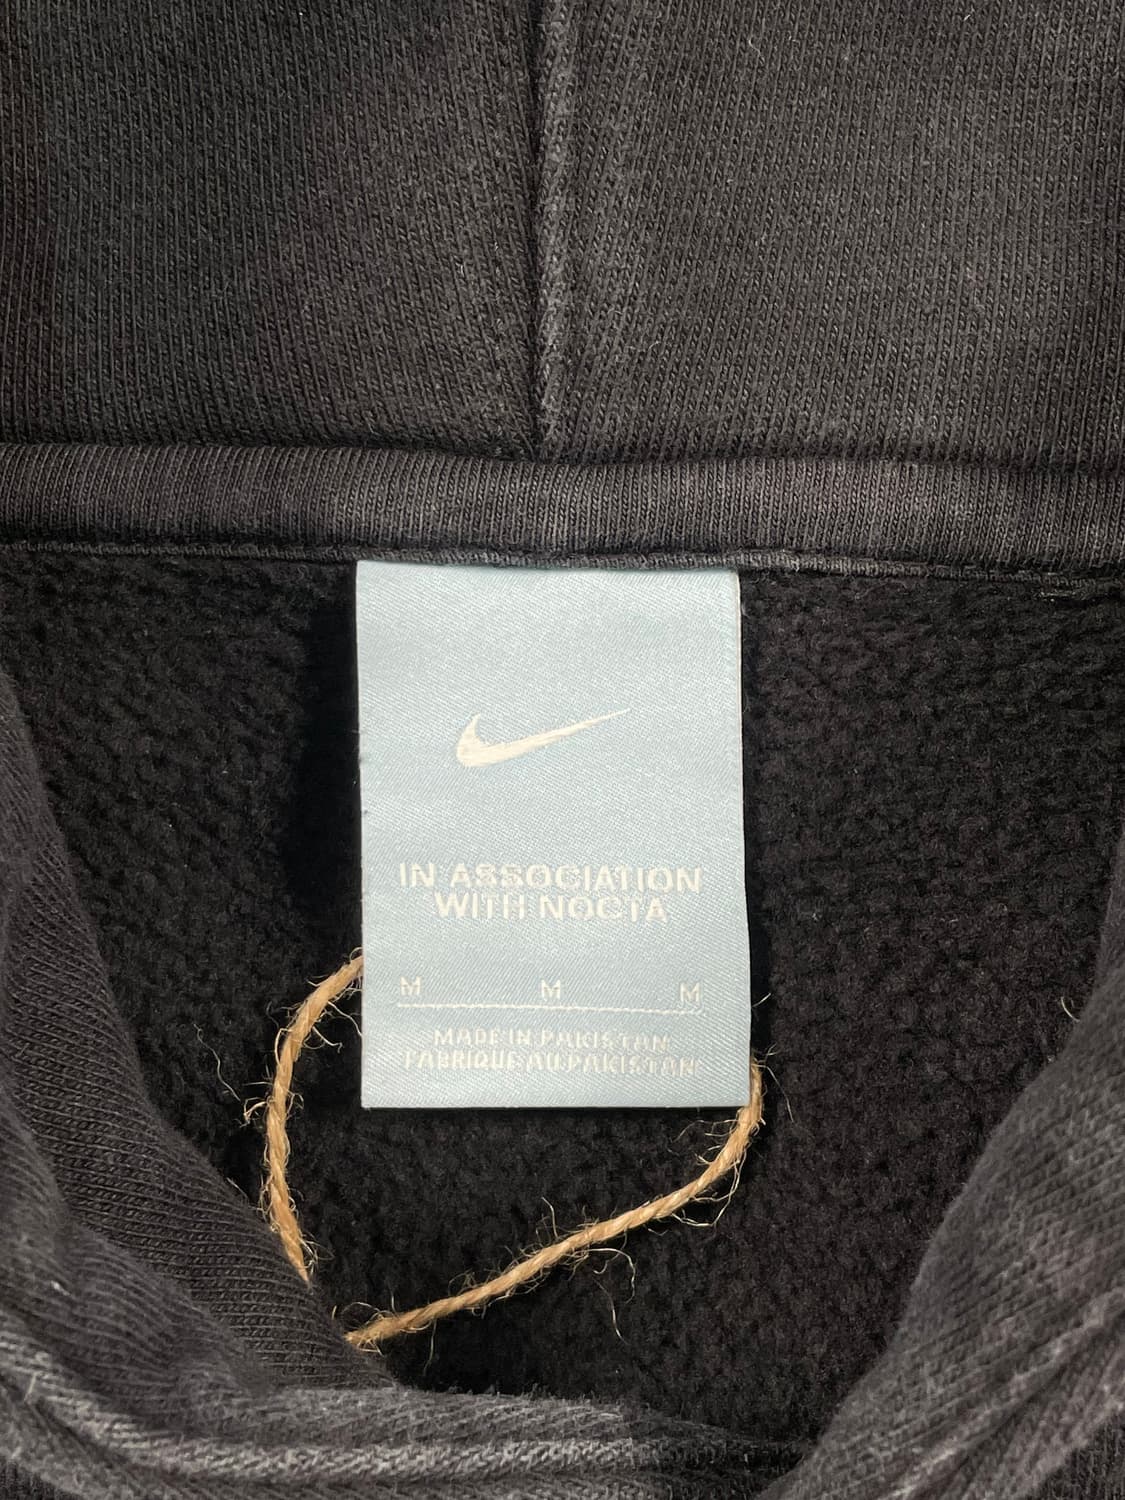 IN ASSOCIATION
WITH NOCTA
M M M
MADE IN PAKISTAN
FABRIQUE AU PAKISTAN